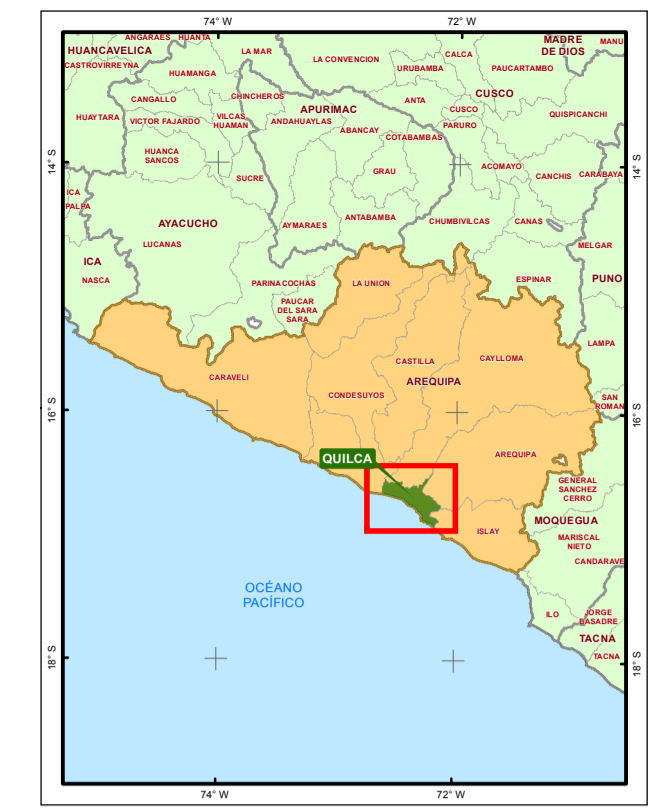 74° W
72° W
ANGARAES
HUANTA
HUANCAVELICA
CASTROVIRREYNA
LA MAR
HUAMANGA
LA CONVENCION
CALCA
URUBAMBA
PAUCARTAMBO
MADRE
DE DIOS
MANU
CANGALLO
CHINCHEROS
HUAYTARA
VICTOR FAJARDO
VILCAS
HUAMAN
APURIMAC
ANDAHUAYLAS
ABANCAY
ANTA
CUSCO
CUSCO
PARURO
COTABAMBAS
QUISPICANCHI
HUANCA
SANCOS
SUCRE
GRAU
ACOMAYO
CANCHIS
CARABAYA
14° S
14° S
ICA
PALPA
AYACUCHO
LUCANAS
AYMARAES
ANTABAMBA
CHUMBIVILCAS
CANAS
MELGAR
ICA
NASCA
PARINACOCHAS
PAUCAR
DEL SARA
SARA
LA UNION
ESPINAR
PUNO
LAMPA
CARAVELI
CONDESUYOS
CASTILLA
AREQUIPA
CAYLLOMA
SAN
ROMAN
16° S
16° S
QUILCA
AREQUIPA
GENERAL
SANCHEZ
CERRO
ISLAY
MOQUEGUA
MARISCAL
NIETO
CANDARAVE
OCÉANO
PACÍFICO
ILO
JORGE
BASADRE
TACNA
TACNA
18° S
18° S
74° W
72° W